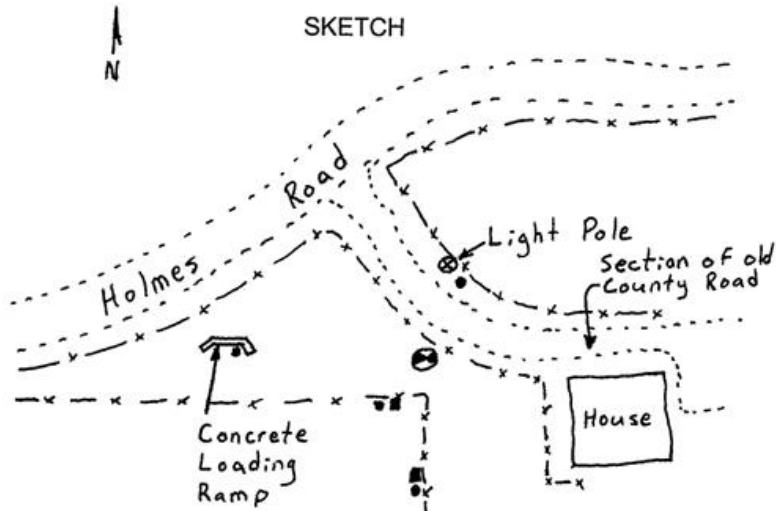 SKETCH
N
Holmes Road
Light Pole
Section of old
County Road
House
Concrete
Loading
Ramp